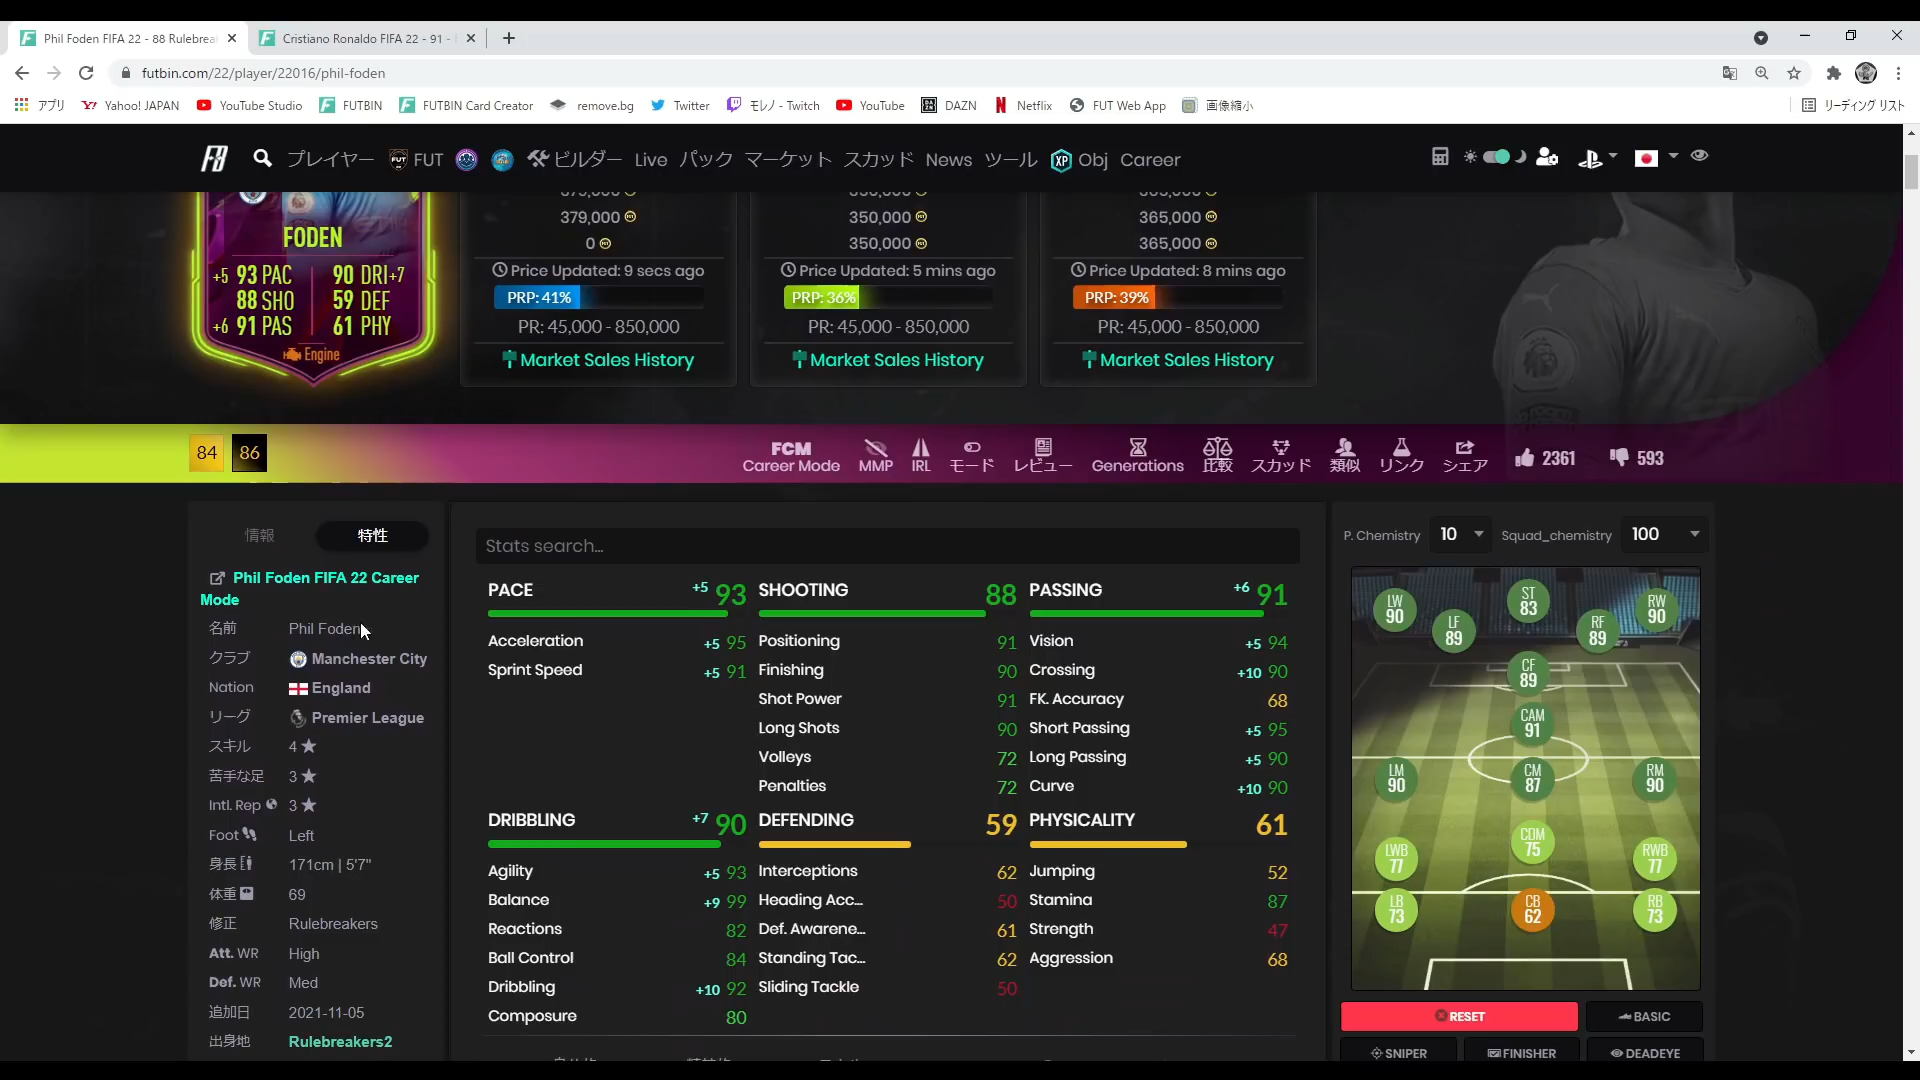 Phil Foden FIFA 22 - 88 Rulebrea
Cristiano Ronaldo FIFA 22 - 91 -
futbin.com/22/player/22016/phil-foden
アプリ Yahoo! JAPAN YouTube Studio FUTBIN FUTBIN Card Creator remove.bg Twitter モレノ - Twitch YouTube DAZN Netflix FUT Web App 画像縮小 リーディング リスト
プレイヤー FUT ビルダー Live パック マーケット スカッド News ツール XP Obj Career
379,000 350,000 365,000
0 350,000 365,000
FODEN
+5 93 PAC 90 DRI+7
88 SHO 59 DEF
+6 91 PAS 61 PHY
Engine
Price Updated: 9 secs ago
PRP: 41%
PR: 45,000 - 850,000
Market Sales History
Price Updated: 5 mins ago
PRP: 36%
PR: 45,000 - 850,000
Market Sales History
Price Updated: 8 mins ago
PRP: 39%
PR: 45,000 - 850,000
Market Sales History
84 86
FCM
Career Mode MMP IRL モード レビュー Generations 比較 スカッド 類似 リンク シェア 2361 593
情報 特性
Phil Foden FIFA 22 Career
Mode
名前 Phil Foden
クラブ Manchester City
Nation England
リーグ Premier League
スキル 4
苦手な足 3
Intl. Rep 3
Foot Left
身長 171cm | 5'7"
体重 69
修正 Rulebreakers
Att. WR High
Def. WR Med
追加日 2021-11-05
出身地 Rulebreakers2
Stats search...
PACE +5 93
Acceleration +5 95
Sprint Speed +5 91
SHOOTING 88
Positioning 91
Finishing 90
Shot Power 91
Long Shots 90
Volleys 72
Penalties 72
PASSING +6 91
Vision +5 94
Crossing +10 90
FK. Accuracy 68
Short Passing +5 95
Long Passing +5 90
Curve +10 90
DRIBBLING +7 90
Agility +5 93
Balance +9 99
Reactions 82
Ball Control 84
Dribbling +10 92
Composure 80
DEFENDING 59
Interceptions 62
Heading Acc... 50
Def. Awarene... 61
Standing Tac... 62
Sliding Tackle 50
PHYSICALITY 61
Jumping 52
Stamina 87
Strength 47
Aggression 68
P. Chemistry 10 Squad_chemistry 100
LW
90
ST
83
RW
90
LF
89
RF
89
CF
89
CAM
91
LM
90
CM
87
RM
90
CDM
75
LWB
77
RWB
77
LB
73
CB
62
RB
73
RESET BASIC
SNIPER FINISHER DEADEYE